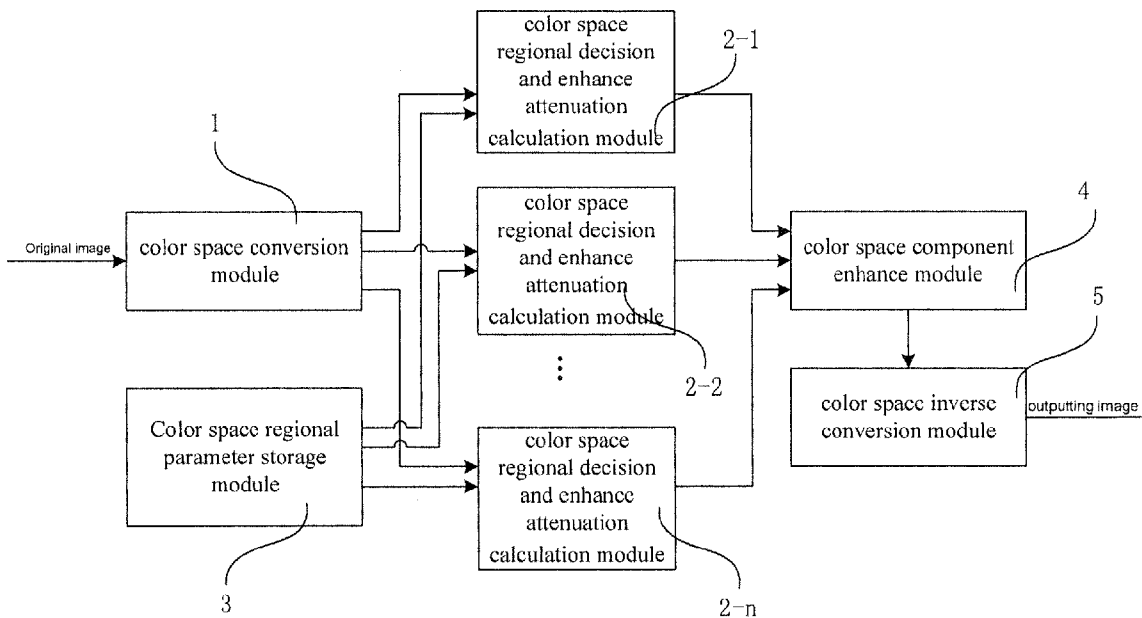 color space
regional decision
and enhance
attenuation
calculation module
2-1
1
color space conversion
module
Original image
color space
regional decision
and enhance
attenuation
calculation module
2-2
4
color space component
enhance module
5
color space inverse
conversion module
outputting image
Color space regional
parameter storage
module
3
color space
regional decision
and enhance
attenuation
calculation module
2-n